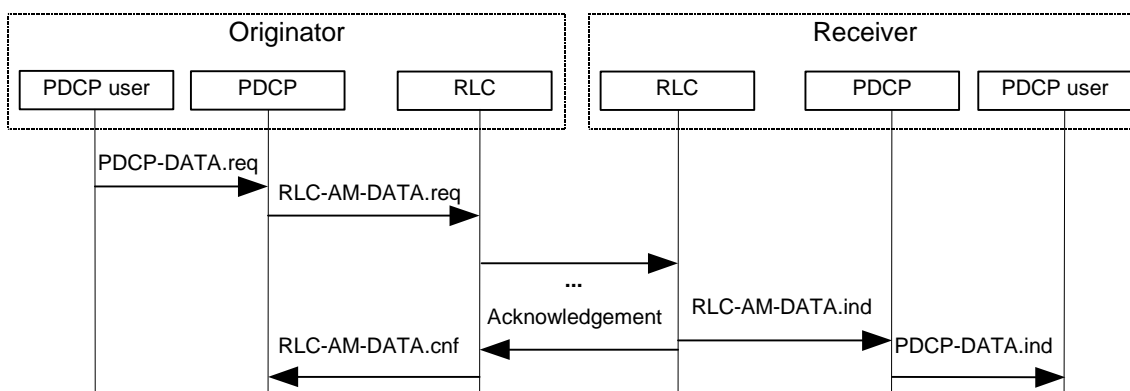 Originator Receiver
PDCP user PDCP RLC RLC PDCP PDCP user
PDCP-DATA.req
RLC-AM-DATA.req
...
Acknowledgement RLC-AM-DATA.ind
RLC-AM-DATA.cnf PDCP-DATA.ind